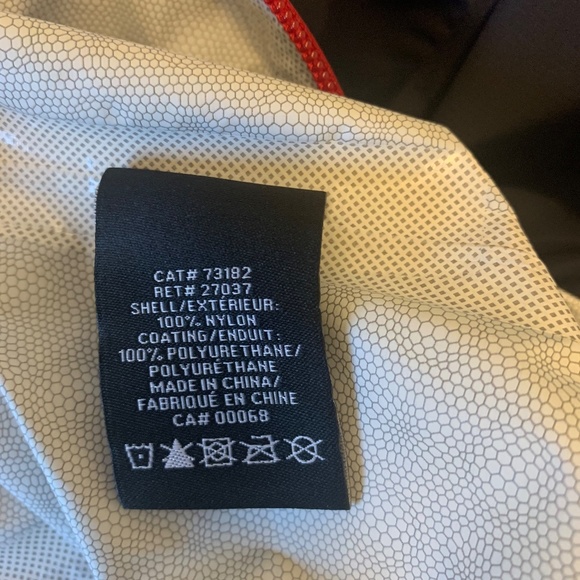 CAT# 73182
RET# 27037
SHELL/EXTÉRIEUR:
100% NYLON
COATING/ENDUIT:
100% POLYURETHANE/
POLYURÉTHANE
MADE IN CHINA/
FABRIQUÉ EN CHINE
CA# 00068